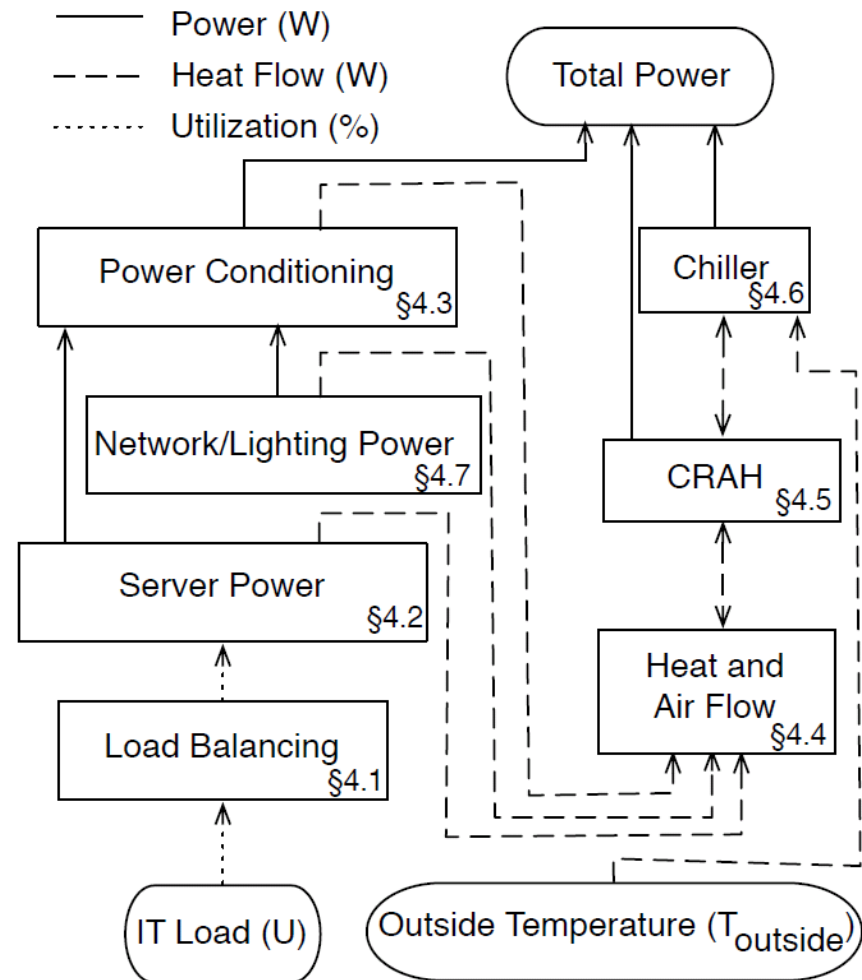 Power (W)
Heat Flow (W)
Utilization (%)
Total Power
Power Conditioning
§4.3
Chiller
§4.6
Network/Lighting Power
§4.7
CRAH
§4.5
Server Power
§4.2
Heat and
Air Flow
§4.4
Load Balancing
§4.1
IT Load (U)
Outside Temperature (Toutside)